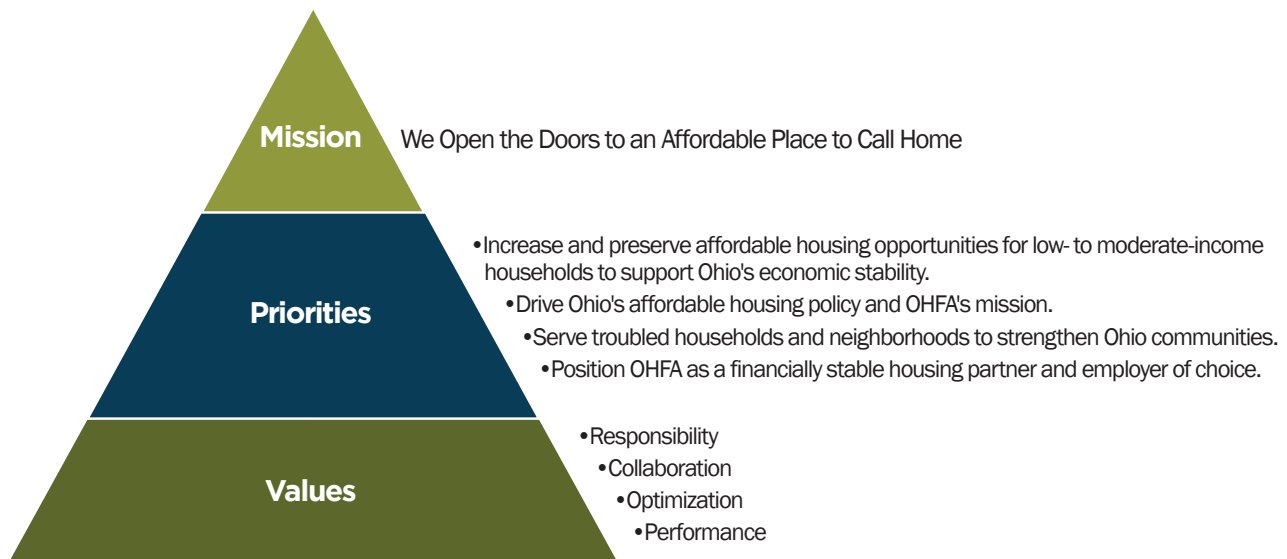 Mission
We Open the Doors to an Affordable Place to Call Home
Priorities
•Increase and preserve affordable housing opportunities for low- to moderate-income
households to support Ohio's economic stability.
•Drive Ohio's affordable housing policy and OHFA's mission.
•Serve troubled households and neighborhoods to strengthen Ohio communities.
•Position OHFA as a financially stable housing partner and employer of choice.
Values
•Responsibility
•Collaboration
•Optimization
•Performance